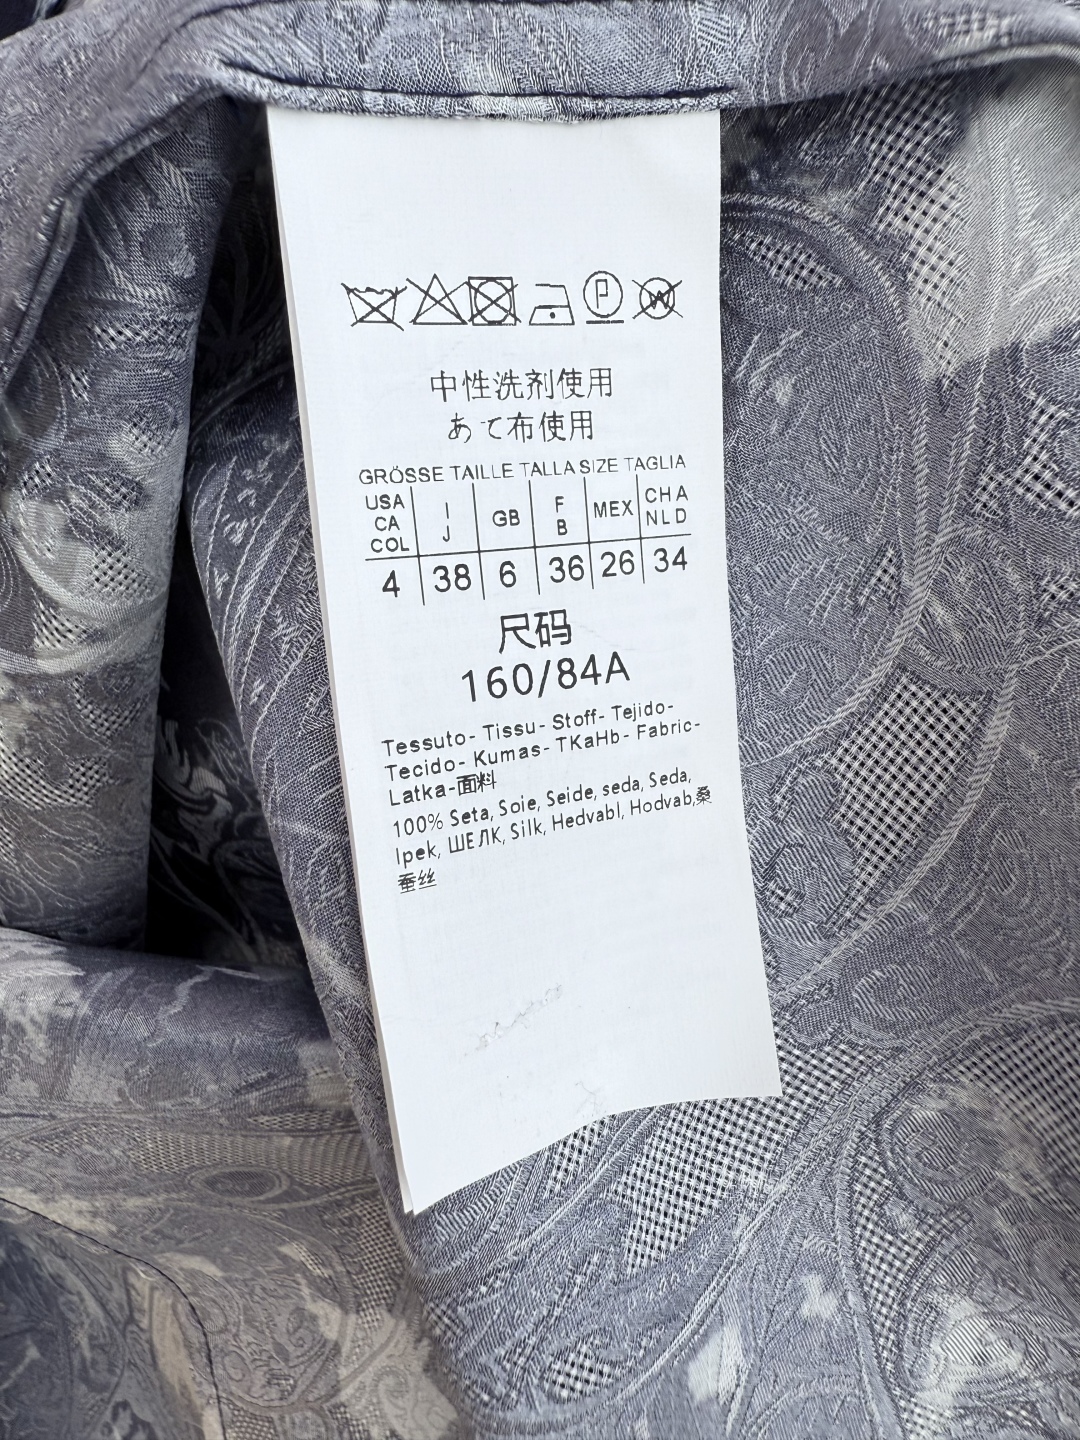 P W
中性洗剂使用
あて布使用
GRÖSSE TAILLE TALLA SIZE TAGLIA
USA CA COL I J GB F B MEX CHA NLD
4 38 6 36 26 34
尺码
160/84A
Tessuto- Tissu- Stoff- Tejido-
Tecido- Kumas- TKaHb- Fabric-
Latka-面料
100% Seta, Soie, Seide, seda, Seda,
Ipek, ШЕЛК, Silk, Hedvabl, Hodvab,桑
蚕丝